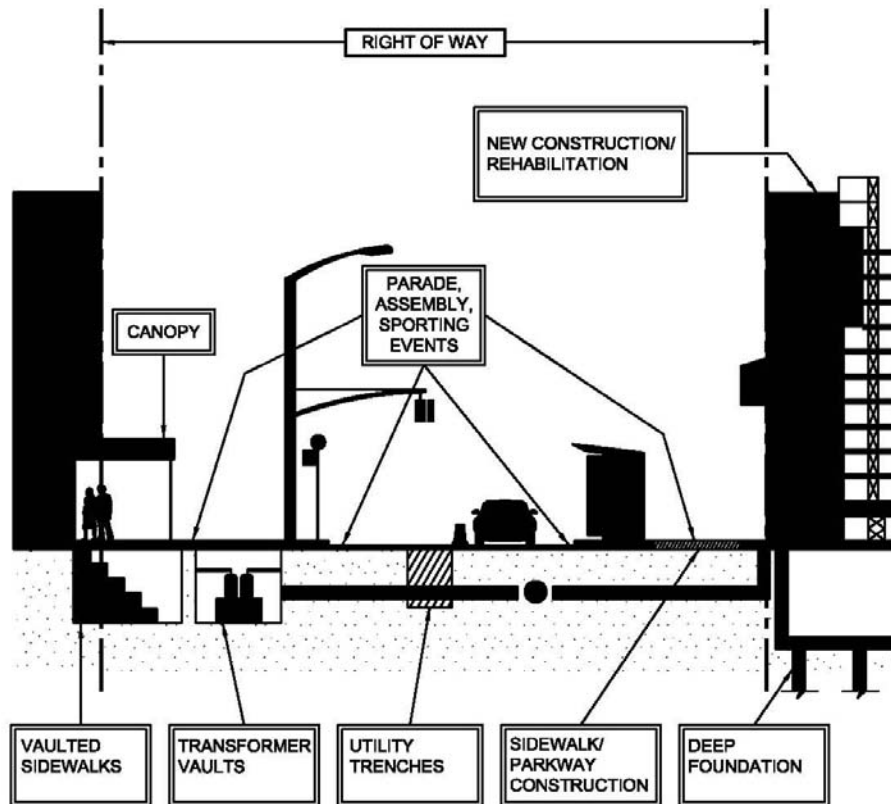 RIGHT OF WAY
NEW CONSTRUCTION/
REHABILITATION
PARADE,
ASSEMBLY,
SPORTING
EVENTS
CANOPY
VAULTED
SIDEWALKS
TRANSFORMER
VAULTS
UTILITY
TRENCHES
SIDEWALK/
PARKWAY
CONSTRUCTION
DEEP
FOUNDATION